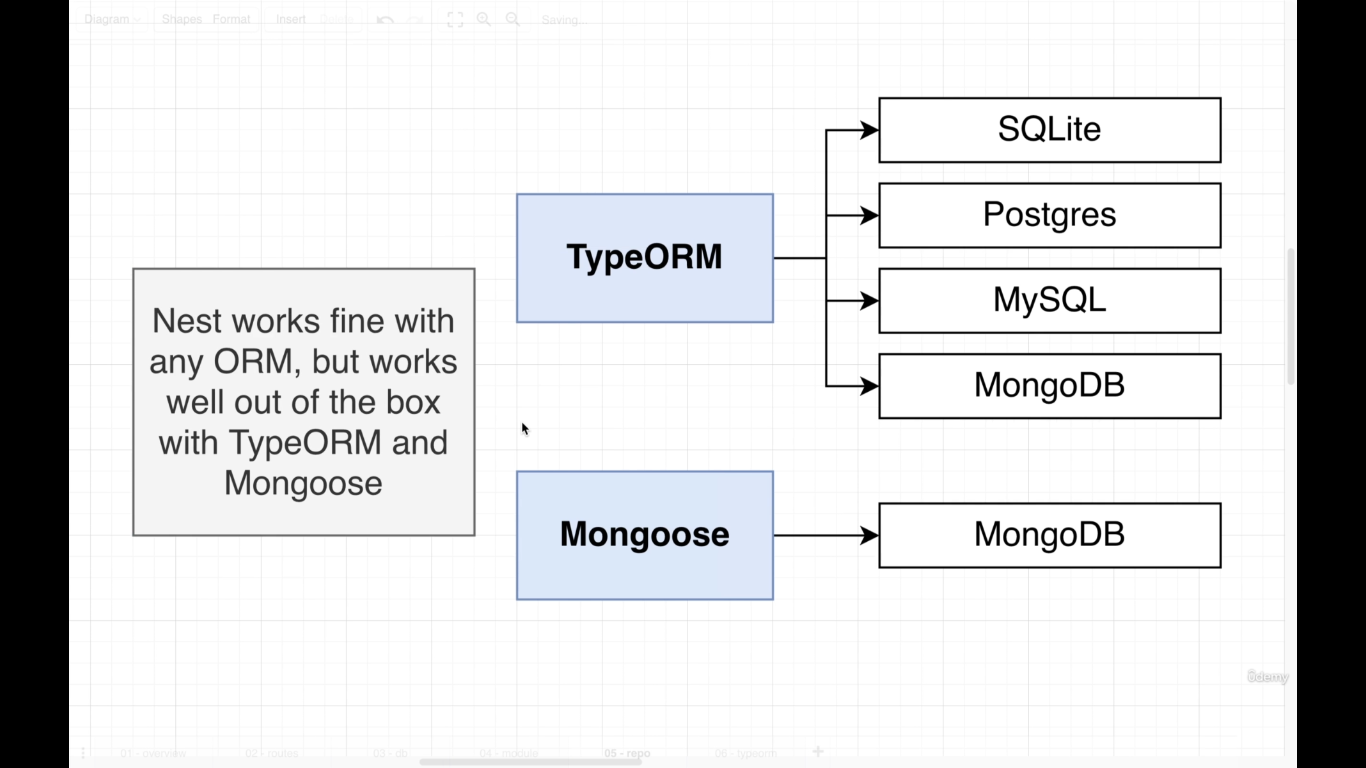 Diagram Shapes Format Insert Delete Saving...
SQLite
Postgres
TypeORM
MySQL
MongoDB
Nest works fine with
any ORM, but works
well out of the box
with TypeORM and
Mongoose
Mongoose
MongoDB
ûdemy
01 - overview 02 - routes 03 - db 04 - module 05 - repo 06 - typeorm